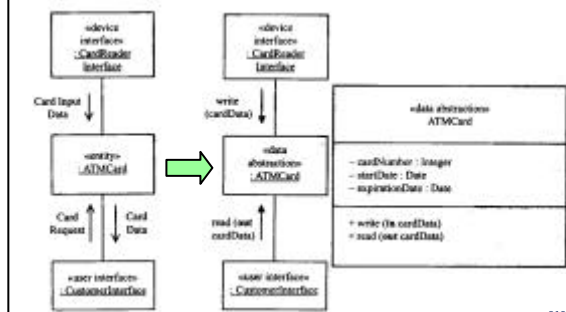 «device
interface»
: CardReader
Interface
Card Input
Data
«entity»
: ATMCard
Card
Request
Card
Data
«user interface»
: CustomerInterface
«device
interface»
: CardReader
Interface
write
(cardData)
«data
abstraction»
: ATMCard
read (out
cardData)
«user interface»
: CustomerInterface
«data abstraction»
ATMCard
– cardNumber : Integer
– startDate : Date
– expirationDate : Date
+ write (in cardData)
+ read (out cardData)